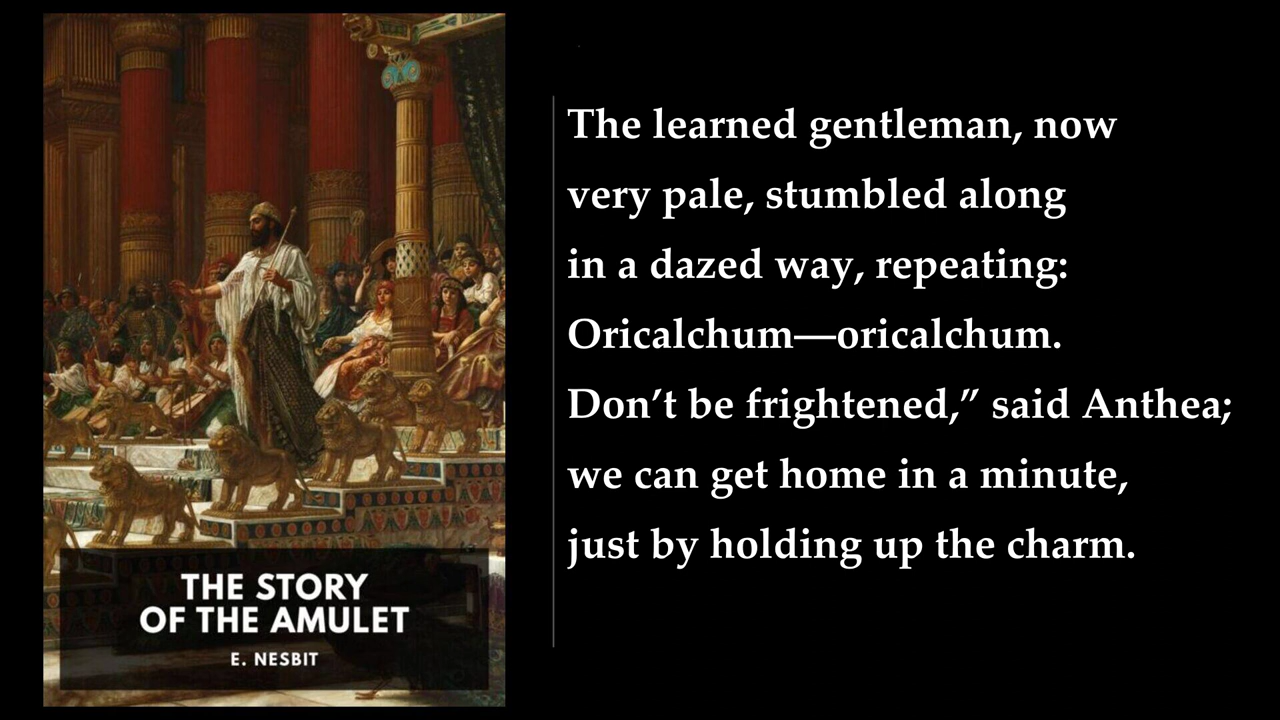 The learned gentleman, now
very pale, stumbled along
in a dazed way, repeating:
Oricalchum—oricalchum.
Don’t be frightened,” said Anthea;
we can get home in a minute,
just by holding up the charm.
THE STORY
OF THE AMULET
E. NESBIT